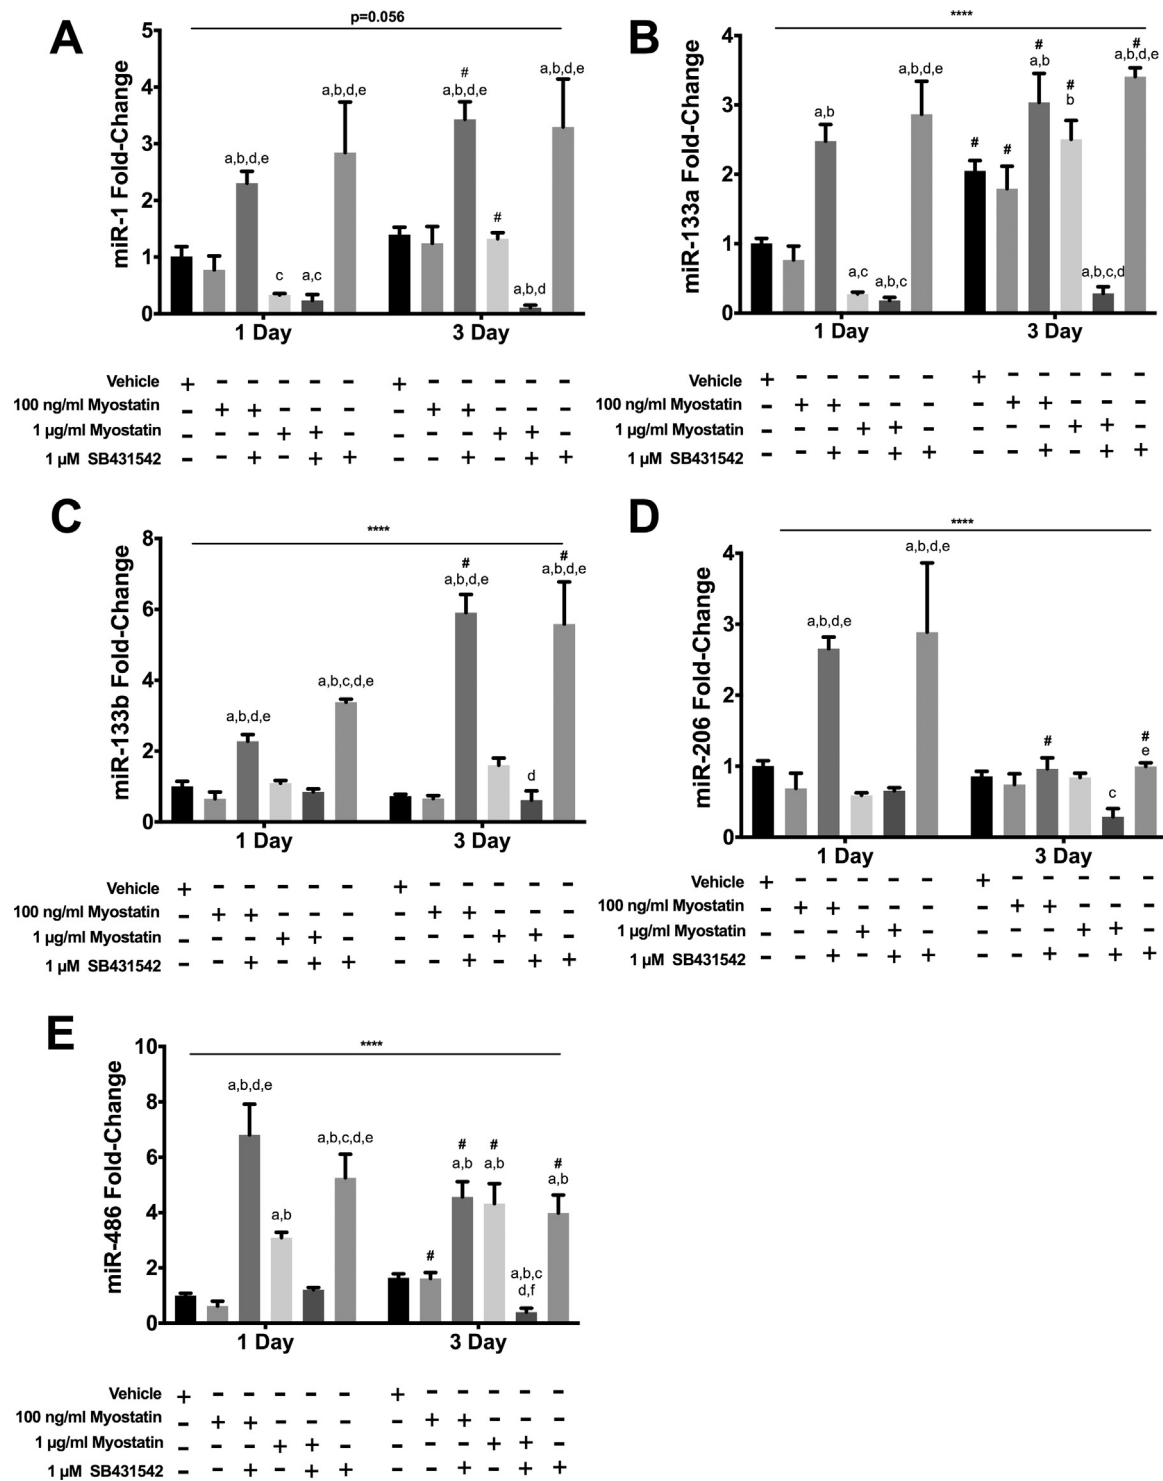 A
p=0.056
miR-1 Fold-Change
5
4
3
2
1
0
a,b,d,e
c
a,c
a,b,d,e
#
a,b,d,e
#
a,b,d
a,b,d,e
1 Day
3 Day
Vehicle + - - - - - + - - - - -
100 ng/ml Myostatin - + + - - - - + + - - -
1 µg/ml Myostatin - - - + + - - - - + + -
1 µM SB431542 - - + - + + - - + - + +
B
****
miR-133a Fold-Change
4
3
2
1
0
a,b
a,c
a,b,c
a,b,d,e
#
#
#
a,b
#
b
a,b,c,d
#
a,b,d,e
1 Day
3 Day
Vehicle + - - - - - + - - - - -
100 ng/ml Myostatin - + + - - - - + + - - -
1 µg/ml Myostatin - - - + + - - - - + + -
1 µM SB431542 - - + - + + - - + - + +
C
****
miR-133b Fold-Change
8
6
4
2
0
a,b,d,e
a,b,c,d,e
#
a,b,d,e
d
#
a,b,d,e
1 Day
3 Day
Vehicle + - - - - - + - - - - -
100 ng/ml Myostatin - + + - - - - + + - - -
1 µg/ml Myostatin - - - + + - - - - + + -
1 µM SB431542 - - + - + + - - + - + +
D
****
miR-206 Fold-Change
4
3
2
1
0
a,b,d,e
a,b,d,e
#
c
#
e
1 Day
3 Day
Vehicle + - - - - - + - - - - -
100 ng/ml Myostatin - + + - - - - + + - - -
1 µg/ml Myostatin - - - + + - - - - + + -
1 µM SB431542 - - + - + + - - + - + +
E
****
miR-486 Fold-Change
10
8
6
4
2
0
a,b,d,e
a,b
a,b,c,d,e
#
#
a,b
#
a,b
a,b,c
d,f
#
a,b
1 Day
3 Day
Vehicle + - - - - - + - - - - -
100 ng/ml Myostatin - + + - - - - + + - - -
1 µg/ml Myostatin - - - + + - - - - + + -
1 µM SB431542 - - + - + + - - + - + +